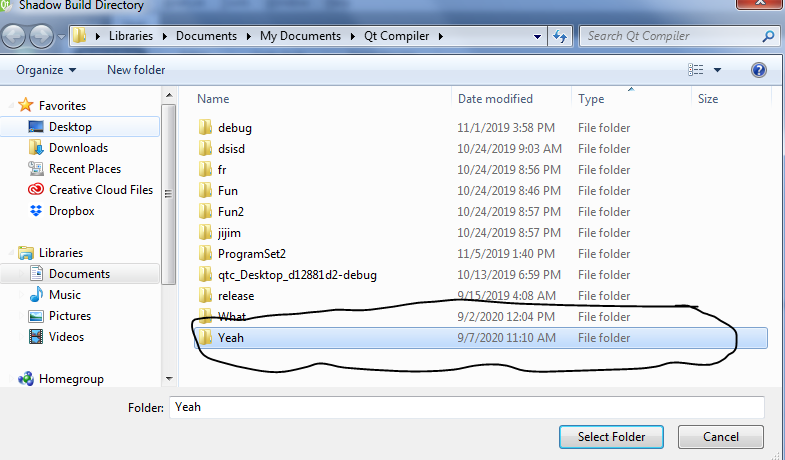 Qt Shadow Build Directory
Libraries Documents My Documents Qt Compiler Search Qt Compiler
Organize New folder ?
Name Date modified Type Size
Favorites
Desktop
Downloads
Recent Places
Creative Cloud Files
Dropbox
Libraries
Documents
Music
Pictures
Videos
Homegroup
debug 11/1/2019 3:58 PM File folder
dsisd 10/24/2019 9:03 AM File folder
fr 10/24/2019 8:56 PM File folder
Fun 10/24/2019 8:46 PM File folder
Fun2 10/24/2019 8:57 PM File folder
jijim 10/24/2019 8:57 PM File folder
ProgramSet2 11/5/2019 1:40 PM File folder
qtc_Desktop_d12881d2-debug 10/13/2019 6:59 PM File folder
release 9/15/2019 4:08 AM File folder
What 9/2/2020 12:04 PM File folder
Yeah 9/7/2020 11:10 AM File folder
Folder: Yeah
Select Folder Cancel